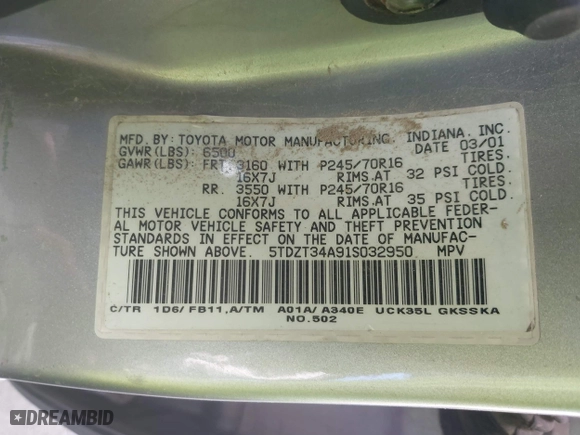 MFD. BY: TOYOTA MOTOR MANUFACTURING, INDIANA, INC.
GVWR(LBS): 6500 DATE 03/01
GAWR(LBS): FRT. 3160 WITH P245/70R16 TIRES.
16X7J RIMS.AT 32 PSI COLD.
RR. 3550 WITH P245/70R16 TIRES.
16X7J RIMS.AT 35 PSI COLD.
THIS VEHICLE CONFORMS TO ALL APPLICABLE FEDER-
AL MOTOR VEHICLE SAFETY AND THEFT PREVENTION
STANDARDS IN EFFECT ON THE DATE OF MANUFAC-
TURE SHOWN ABOVE. 5TDZT34A91S032950 MPV
C/TR 1D6/ FB11,A/TM A01A/ A340E UCK35L GKSSKA
NO.502
DREAMBID